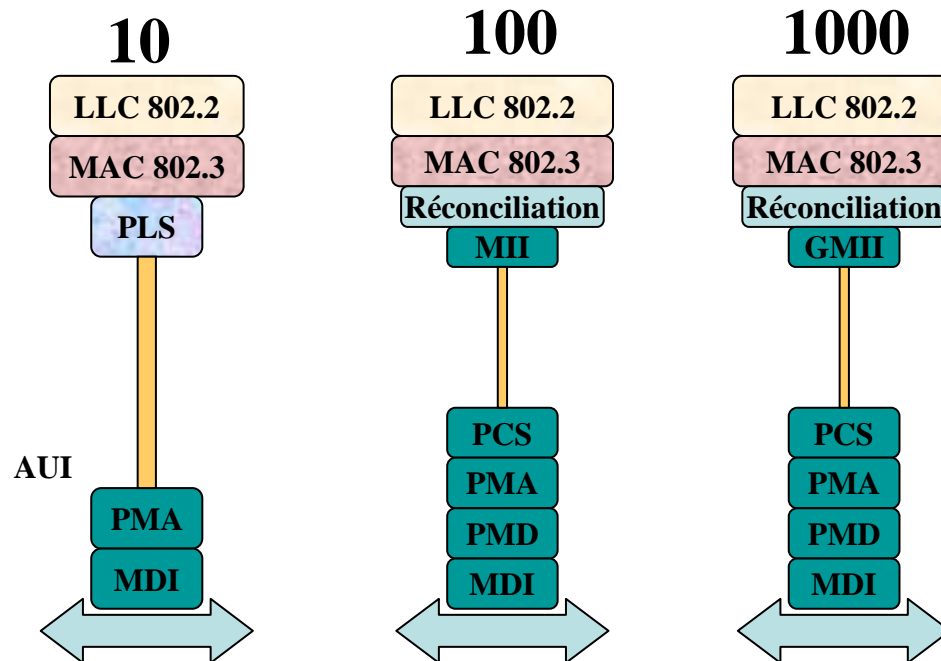 10
LLC 802.2
MAC 802.3
PLS
AUI
PMA
MDI
100
LLC 802.2
MAC 802.3
Réconciliation
MII
PCS
PMA
PMD
MDI
1000
LLC 802.2
MAC 802.3
Réconciliation
GMII
PCS
PMA
PMD
MDI